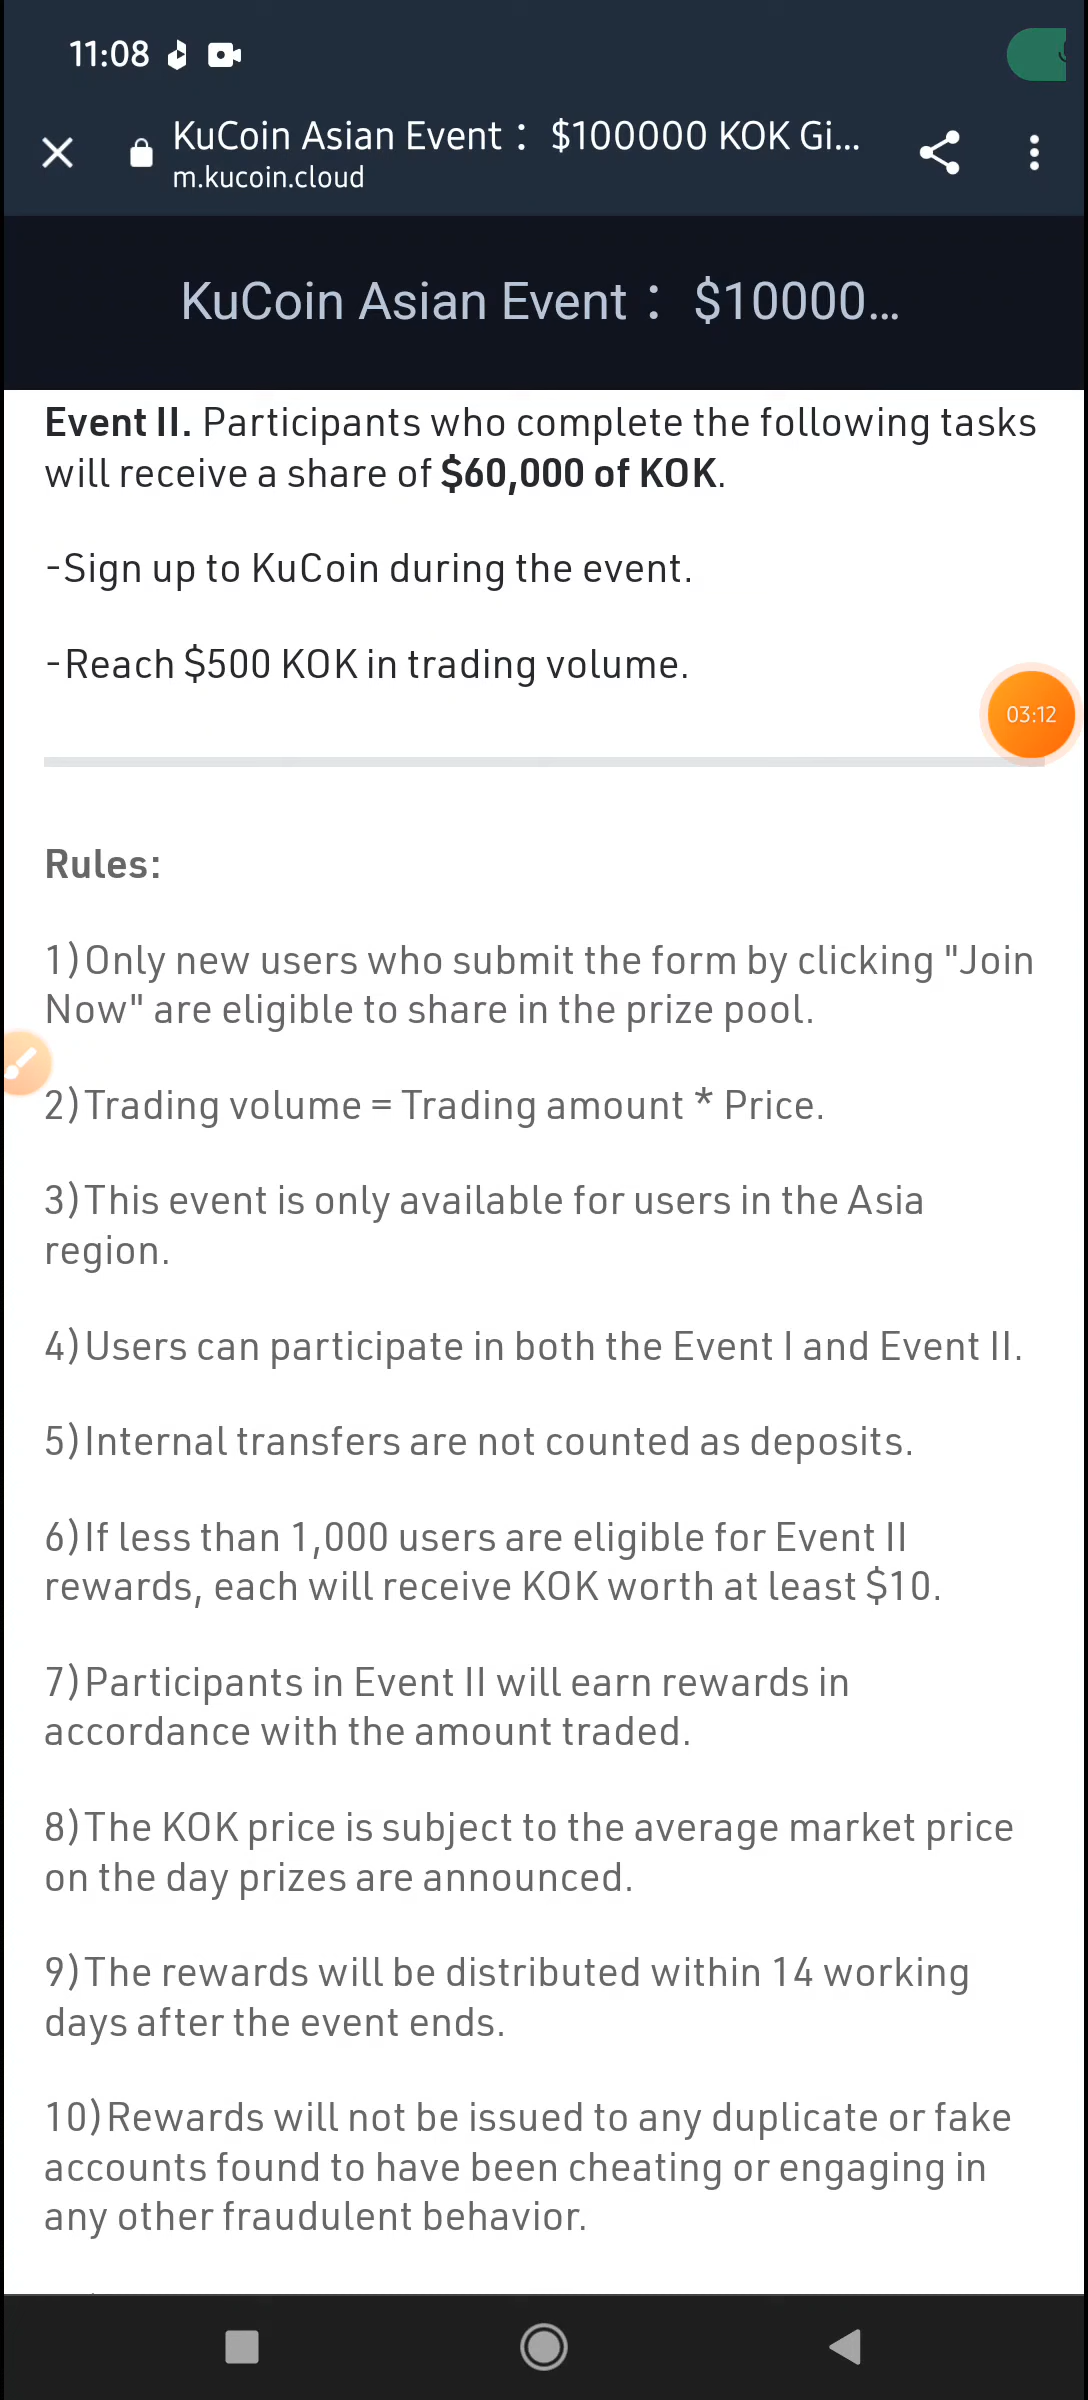 11:08
KuCoin Asian Event： $100000 KOK Gi...
m.kucoin.cloud
KuCoin Asian Event： $10000...
Event II. Participants who complete the following tasks
will receive a share of $60,000 of KOK.
-Sign up to KuCoin during the event.
-Reach $500 KOK in trading volume.
03:12
Rules:
1)Only new users who submit the form by clicking "Join
Now" are eligible to share in the prize pool.
2)Trading volume = Trading amount * Price.
3)This event is only available for users in the Asia
region.
4)Users can participate in both the Event I and Event II.
5)Internal transfers are not counted as deposits.
6)If less than 1,000 users are eligible for Event II
rewards, each will receive KOK worth at least $10.
7)Participants in Event II will earn rewards in
accordance with the amount traded.
8)The KOK price is subject to the average market price
on the day prizes are announced.
9)The rewards will be distributed within 14 working
days after the event ends.
10)Rewards will not be issued to any duplicate or fake
accounts found to have been cheating or engaging in
any other fraudulent behavior.